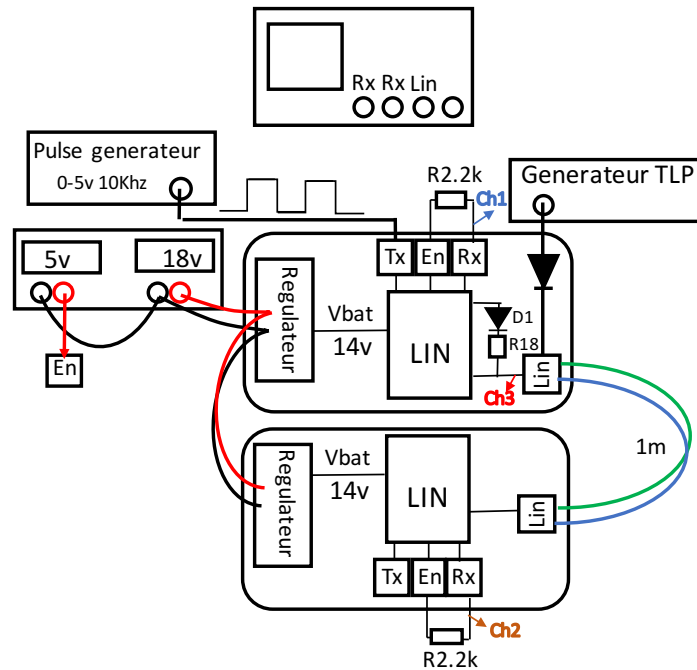 Rx Rx Lin
Pulse generateur
0-5v 10Khz
R2.2k
Generateur TLP
Ch1
5v
18v
Tx
En
Rx
Regulateur
Vbat
14v
LIN
D1
R18
Lin
En
Ch3
1m
Regulateur
Vbat
14v
LIN
Lin
Tx
En
Rx
Ch2
R2.2k